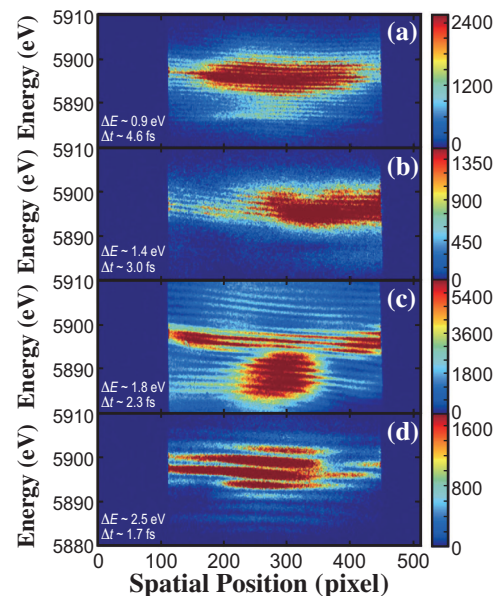 5910
5900
5890
Energy (eV)
(a)
ΔE ~ 0.9 eV
Δt ~ 4.6 fs
2400
1200
0
5910
5900
5890
Energy (eV)
(b)
ΔE ~ 1.4 eV
Δt ~ 3.0 fs
1350
900
450
0
5910
5900
5890
Energy (eV)
(c)
ΔE ~ 1.8 eV
Δt ~ 2.3 fs
5400
3600
1800
0
5910
5900
5890
5880
Energy (eV)
(d)
ΔE ~ 2.5 eV
Δt ~ 1.7 fs
1600
800
0
0 100 200 300 400 500
Spatial Position (pixel)